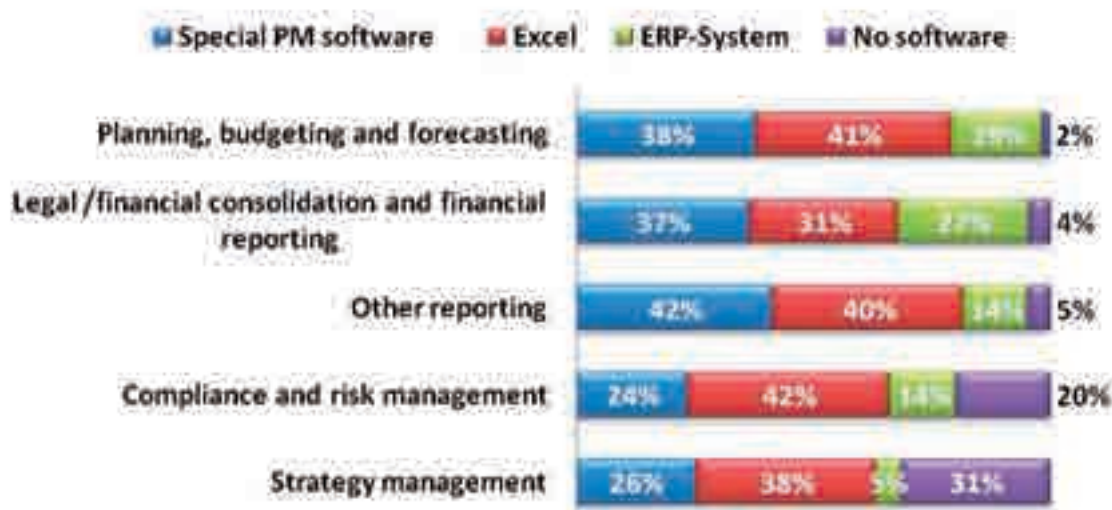 Special PM software Excel ERP-System No software
Planning, budgeting and forecasting 38% 41% 19% 2%
Legal/financial consolidation and financial
reporting 37% 31% 27% 4%
Other reporting 42% 40% 14% 5%
Compliance and risk management 24% 42% 14% 20%
Strategy management 26% 38% 5% 31%